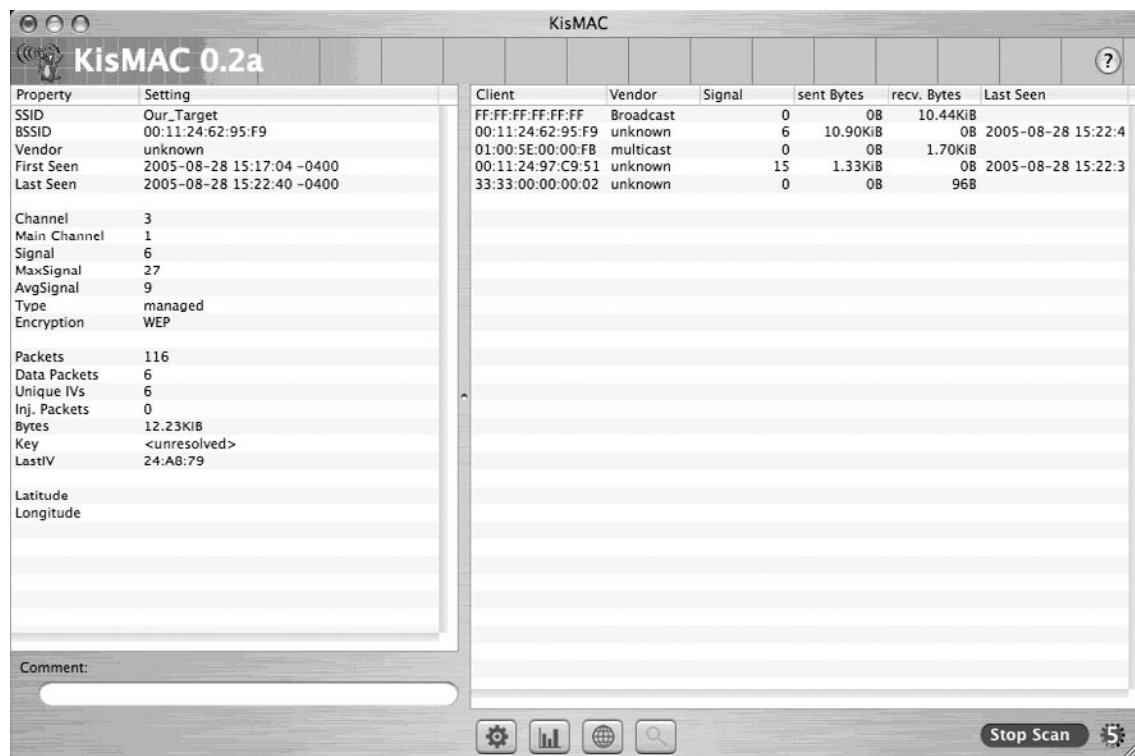 KisMAC
KisMAC 0.2a
?
Property Setting
SSID Our_Target
BSSID 00:11:24:62:95:F9
Vendor unknown
First Seen 2005-08-28 15:17:04 -0400
Last Seen 2005-08-28 15:22:40 -0400
Channel 3
Main Channel 1
Signal 6
MaxSignal 27
AvgSignal 9
Type managed
Encryption WEP
Packets 116
Data Packets 6
Unique IVs 6
Inj. Packets 0
Bytes 12.23KiB
Key <unresolved>
LastIV 24:A8:79
Latitude
Longitude
Comment:
Client Vendor Signal sent Bytes recv. Bytes Last Seen
FF:FF:FF:FF:FF:FF Broadcast 0 0B 10.44KiB
00:11:24:62:95:F9 unknown 6 10.90KiB 0B 2005-08-28 15:22:4
01:00:5E:00:00:FB multicast 0 0B 1.70KiB
00:11:24:97:C9:51 unknown 15 1.33KiB 0B 2005-08-28 15:22:3
33:33:00:00:00:02 unknown 0 0B 96B
Stop Scan 5